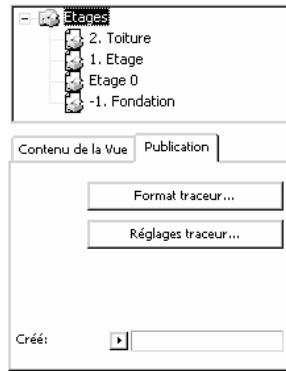 Etages
2. Toiture
1. Etage
Etage 0
-1. Fondation
Contenu de la Vue
Publication
Format traceur...
Réglages traceur...
Créé: